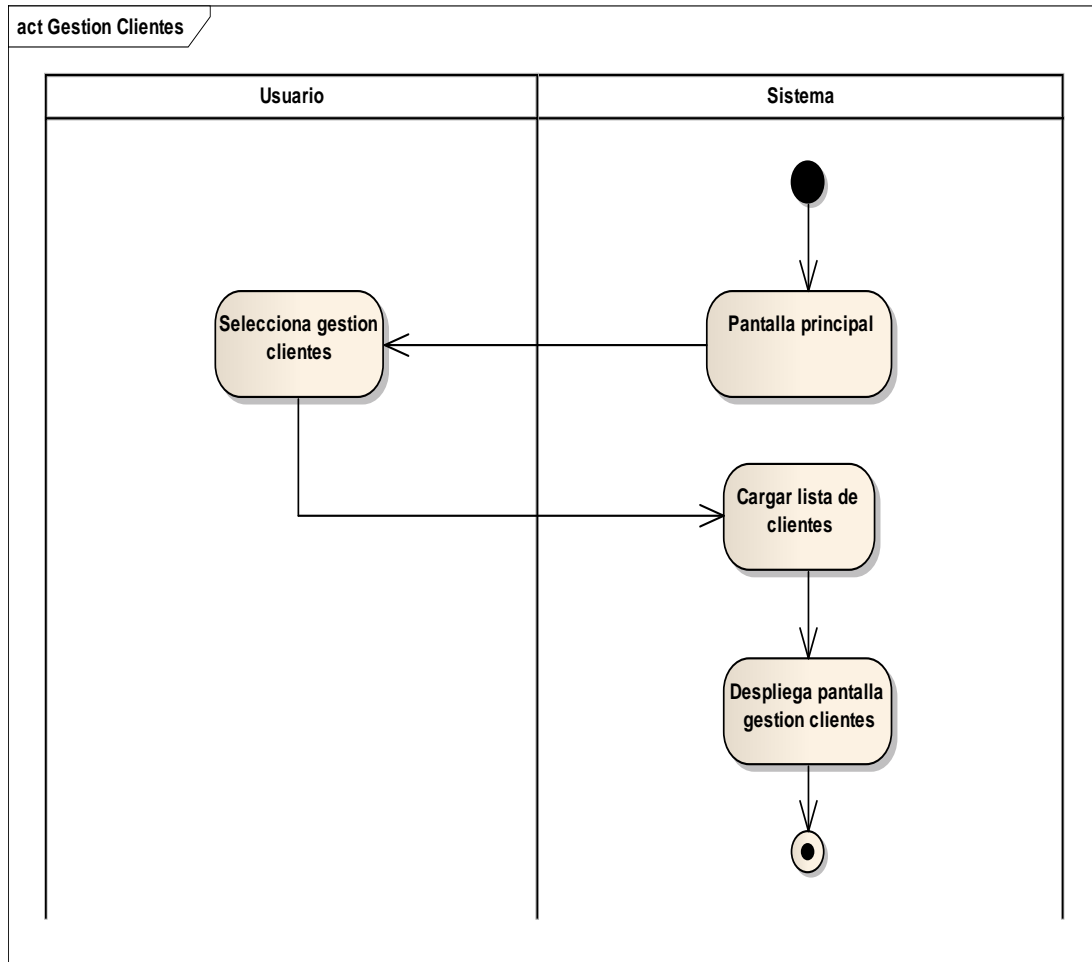 act Gestion Clientes
Usuario
Sistema
Selecciona gestion
clientes
Pantalla principal
Cargar lista de
clientes
Despliega pantalla
gestion clientes